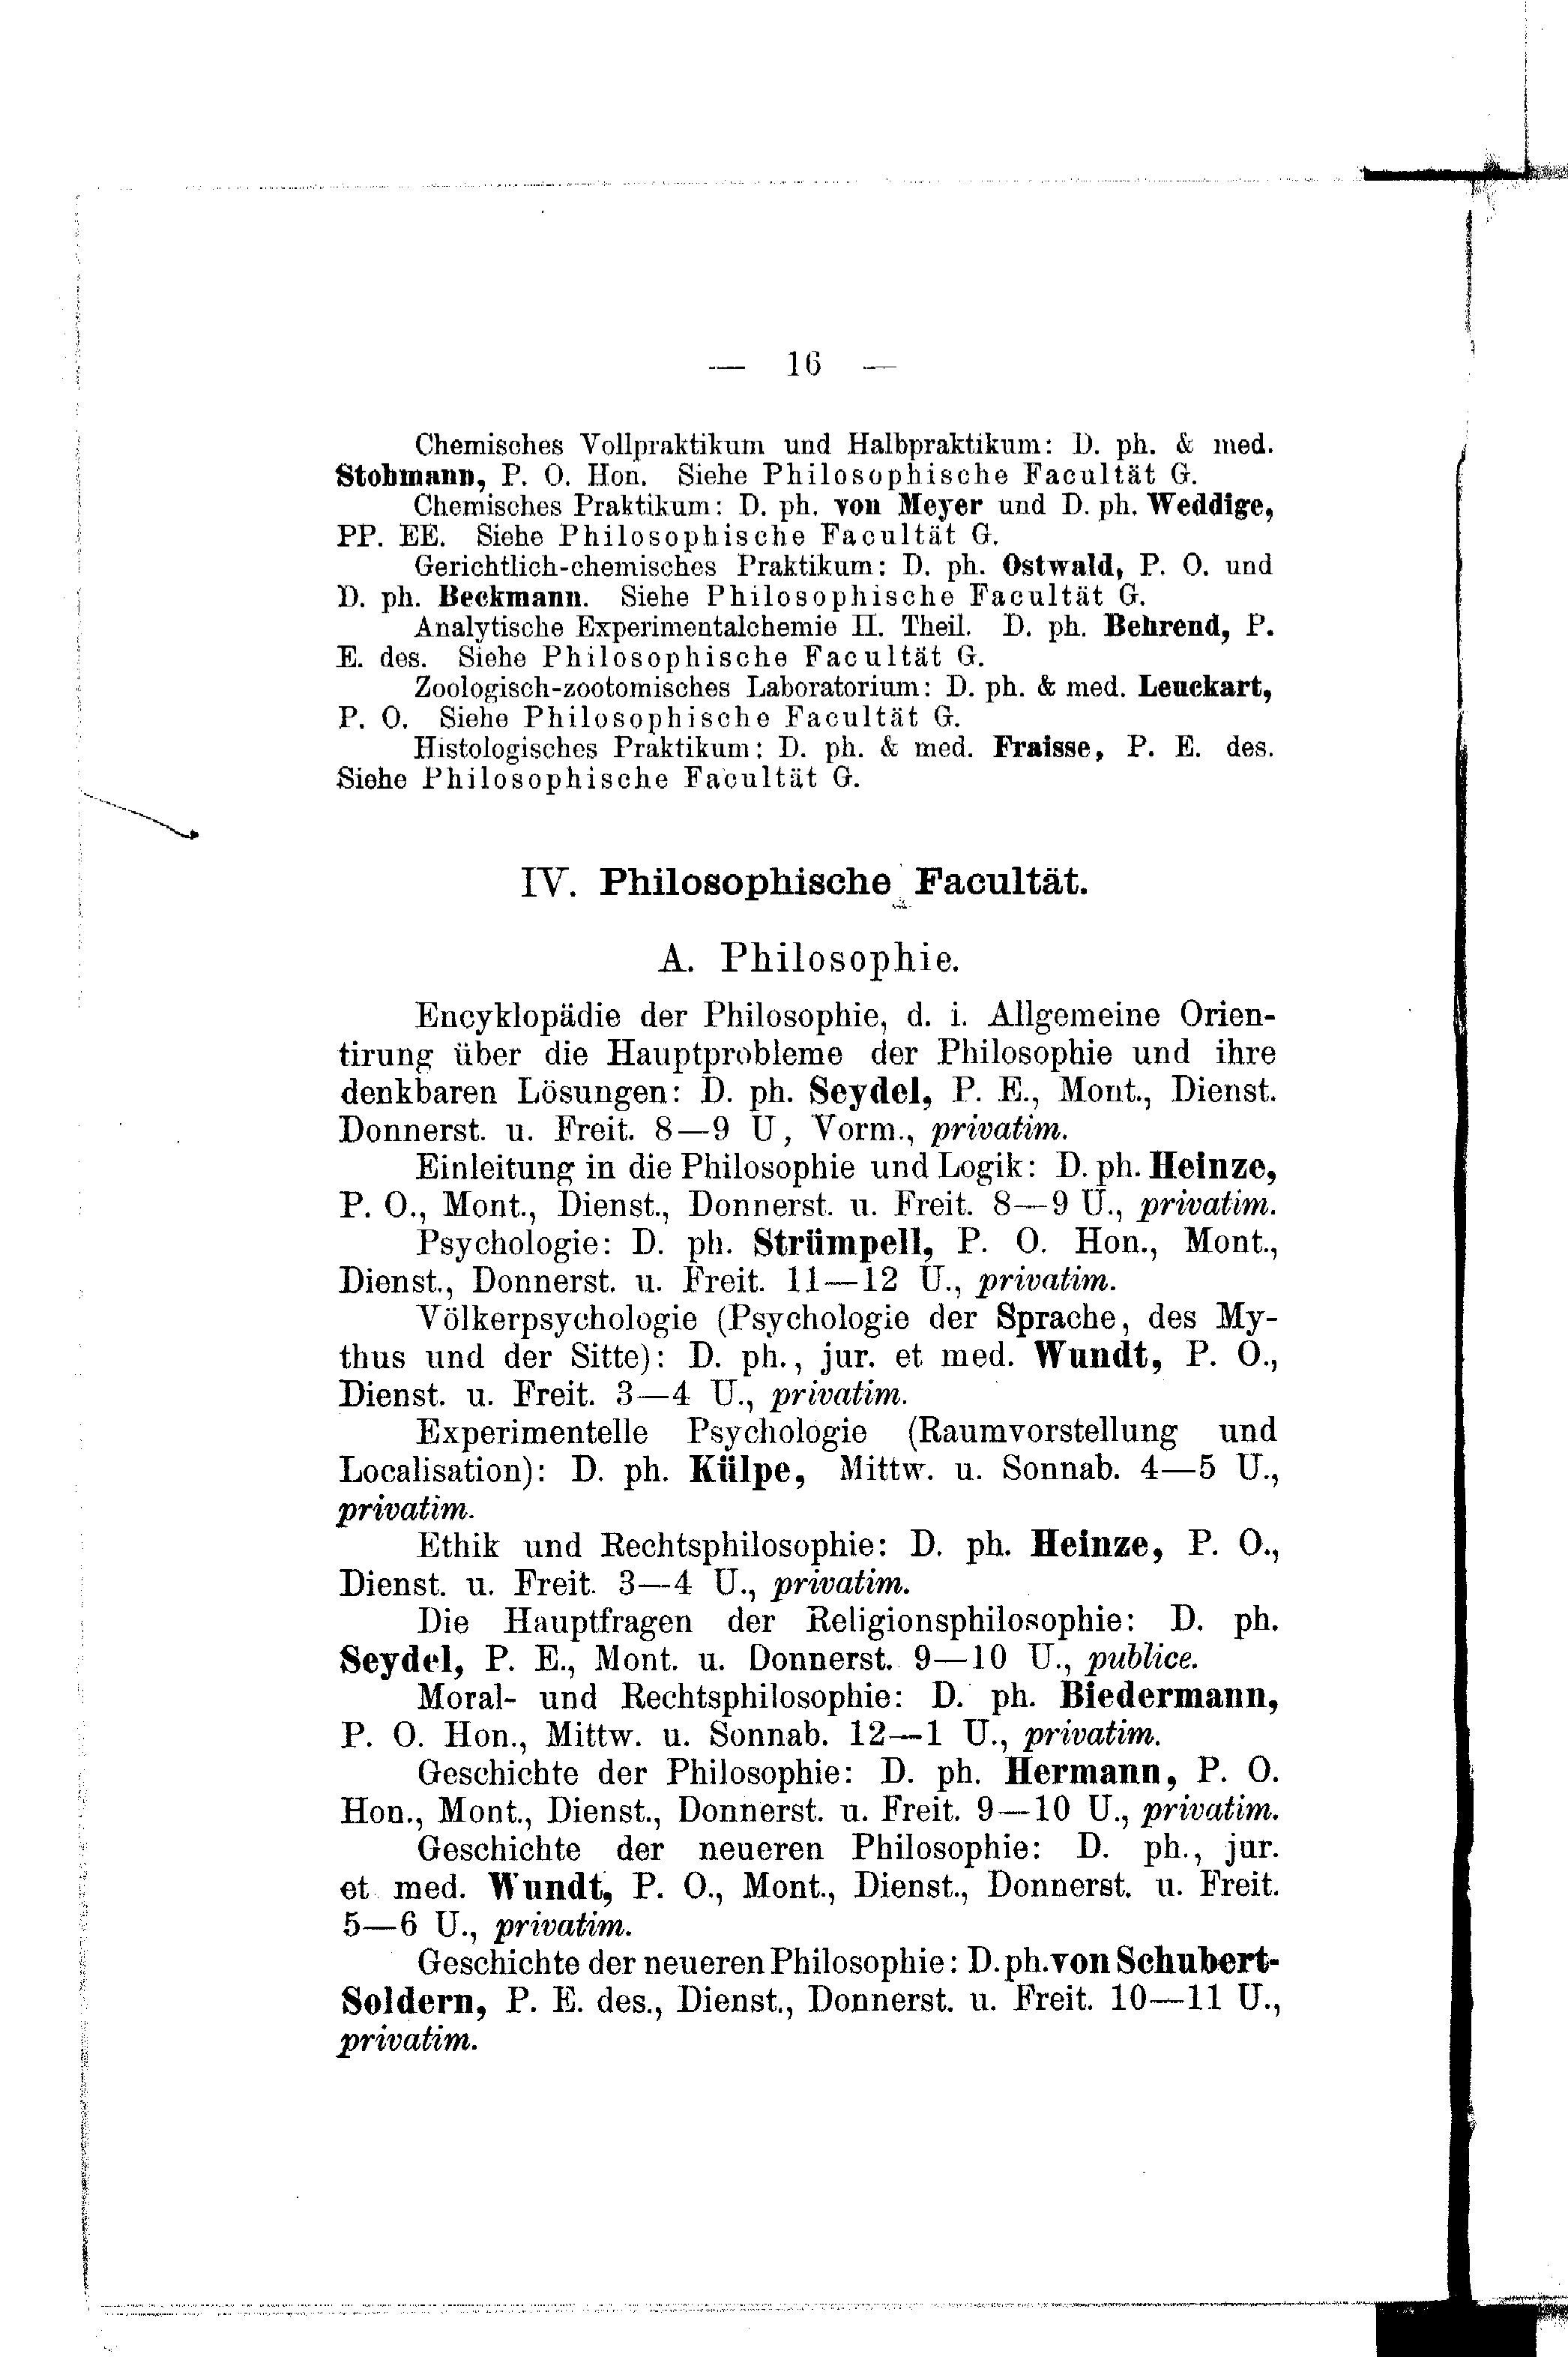 — 16 —
Chemisches Vollpraktikum und Halbpraktikum: D. ph. & med.
Stohmann, P. O. Hon. Siehe Philosophische Facultät G.
Chemisches Praktikum: D. ph. von Meyer und D. ph. Weddige,
PP. EE. Siehe Philosophische Facultät G.
Gerichtlich-chemisches Praktikum: D. ph. Ostwald, P. O. und
D. ph. Beckmann. Siehe Philosophische Facultät G.
Analytische Experimentalchemie II. Theil. D. ph. Behrend, P.
E. des. Siehe Philosophische Facultät G.
Zoologisch-zootomisches Laboratorium: D. ph. & med. Leuckart,
P. O. Siehe Philosophische Facultät G.
Histologisches Praktikum: D. ph. & med. Fraisse, P. E. des.
Siehe Philosophische Facultät G.
IV. Philosophische Facultät.
A. Philosophie.
Encyklopädie der Philosophie, d. i. Allgemeine Orien-
tirung über die Hauptprobleme der Philosophie und ihre
denkbaren Lösungen: D. ph. Seydel, P. E., Mont., Dienst.
Donnerst. u. Freit. 8—9 U, Vorm., privatim.
Einleitung in die Philosophie und Logik: D. ph. Heinze,
P. O., Mont., Dienst., Donnerst. u. Freit. 8—9 U., privatim.
Psychologie: D. ph. Strümpell, P. O. Hon., Mont.,
Dienst., Donnerst. u. Freit. 11—12 U., privatim.
Völkerpsychologie (Psychologie der Sprache, des My-
thus und der Sitte): D. ph., jur. et med. Wundt, P. O.,
Dienst. u. Freit. 3—4 U., privatim.
Experimentelle Psychologie (Raumvorstellung und
Localisation): D. ph. Külpe, Mittw. u. Sonnab. 4—5 U.,
privatim.
Ethik und Rechtsphilosophie: D. ph. Heinze, P. O.,
Dienst. u. Freit. 3—4 U., privatim.
Die Hauptfragen der Religionsphilosophie: D. ph.
Seydel, P. E., Mont. u. Donnerst. 9—10 U., publice.
Moral- und Rechtsphilosophie: D. ph. Biedermann,
P. O. Hon., Mittw. u. Sonnab. 12—1 U., privatim.
Geschichte der Philosophie: D. ph. Hermann, P. O.
Hon., Mont., Dienst., Donnerst. u. Freit. 9—10 U., privatim.
Geschichte der neueren Philosophie: D. ph., jur.
et med. Wundt, P. O., Mont., Dienst., Donnerst. u. Freit.
5—6 U., privatim.
Geschichte der neueren Philosophie: D. ph. von Schubert-
Soldern, P. E. des., Dienst., Donnerst. u. Freit. 10—11 U.,
privatim.